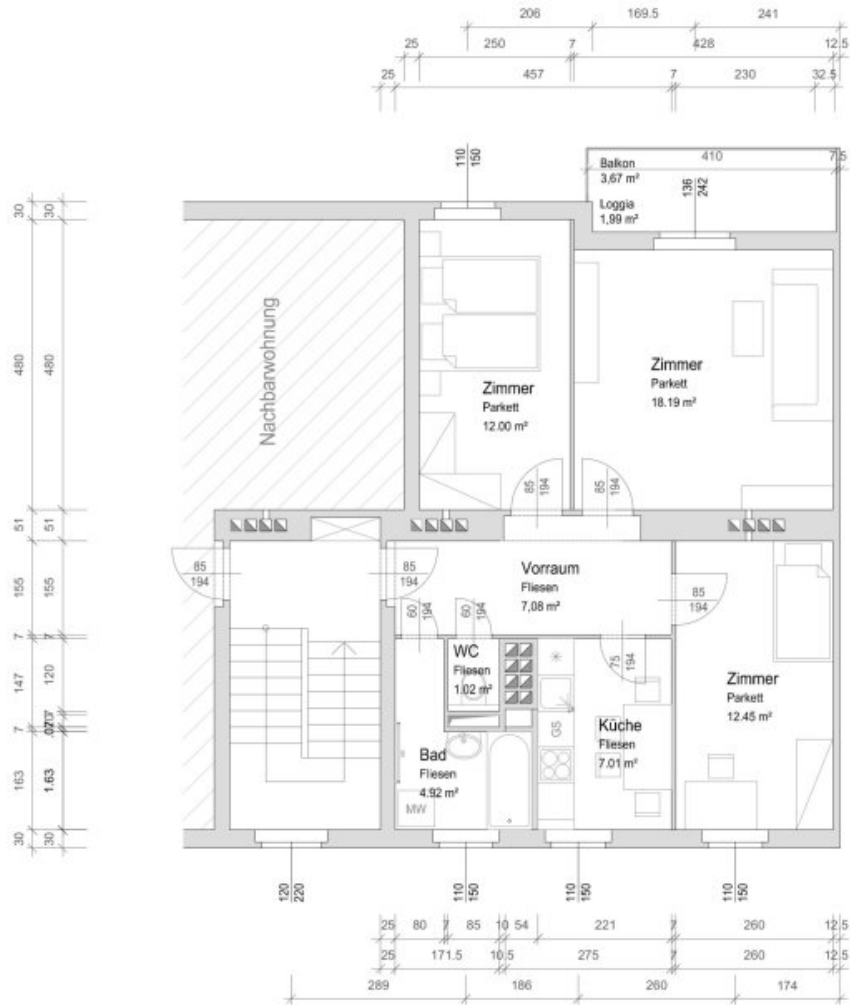 206 169.5 241
25 250 7 428 12.5
25 457 7 230 32.5
110
150
Balkon
3,67 m²
Loggia
1,99 m²
410 7.5
136
242
30 30
480 480
51 51
155 155
7 7
147 120
7
163 1.63
30 30
Nachbarwohnung
Zimmer
Parkett
12.00 m²
Zimmer
Parkett
18.19 m²
85
194
85
194
85
194
85
194
Vorraum
Fliesen
7,08 m²
85
194
60
194
60
194
75
194
WC
Fliesen
1.02 m²
Zimmer
Parkett
12.45 m²
GS
Küche
Fliesen
7.01 m²
Bad
Fliesen
4.92 m²
MW
120
220
110
150
110
150
110
150
25 80 7 85 10 54 221 7 260 12.5
25 171.5 10.5 275 7 260 12.5
289 186 260 174